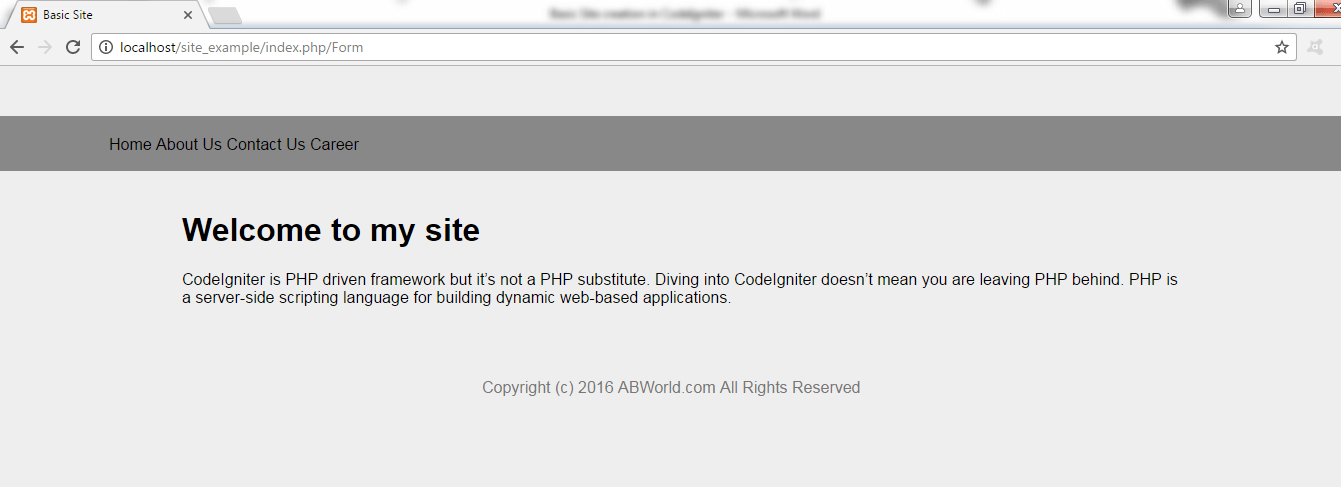 Basic Site
Basic Site creation in CodeIgniter - Microsoft Word
localhost/site_example/index.php/Form
Home About Us Contact Us Career
Welcome to my site
CodeIgniter is PHP driven framework but it’s not a PHP substitute. Diving into CodeIgniter doesn’t mean you are leaving PHP behind. PHP is
a server-side scripting language for building dynamic web-based applications.
Copyright (c) 2016 ABWorld.com All Rights Reserved